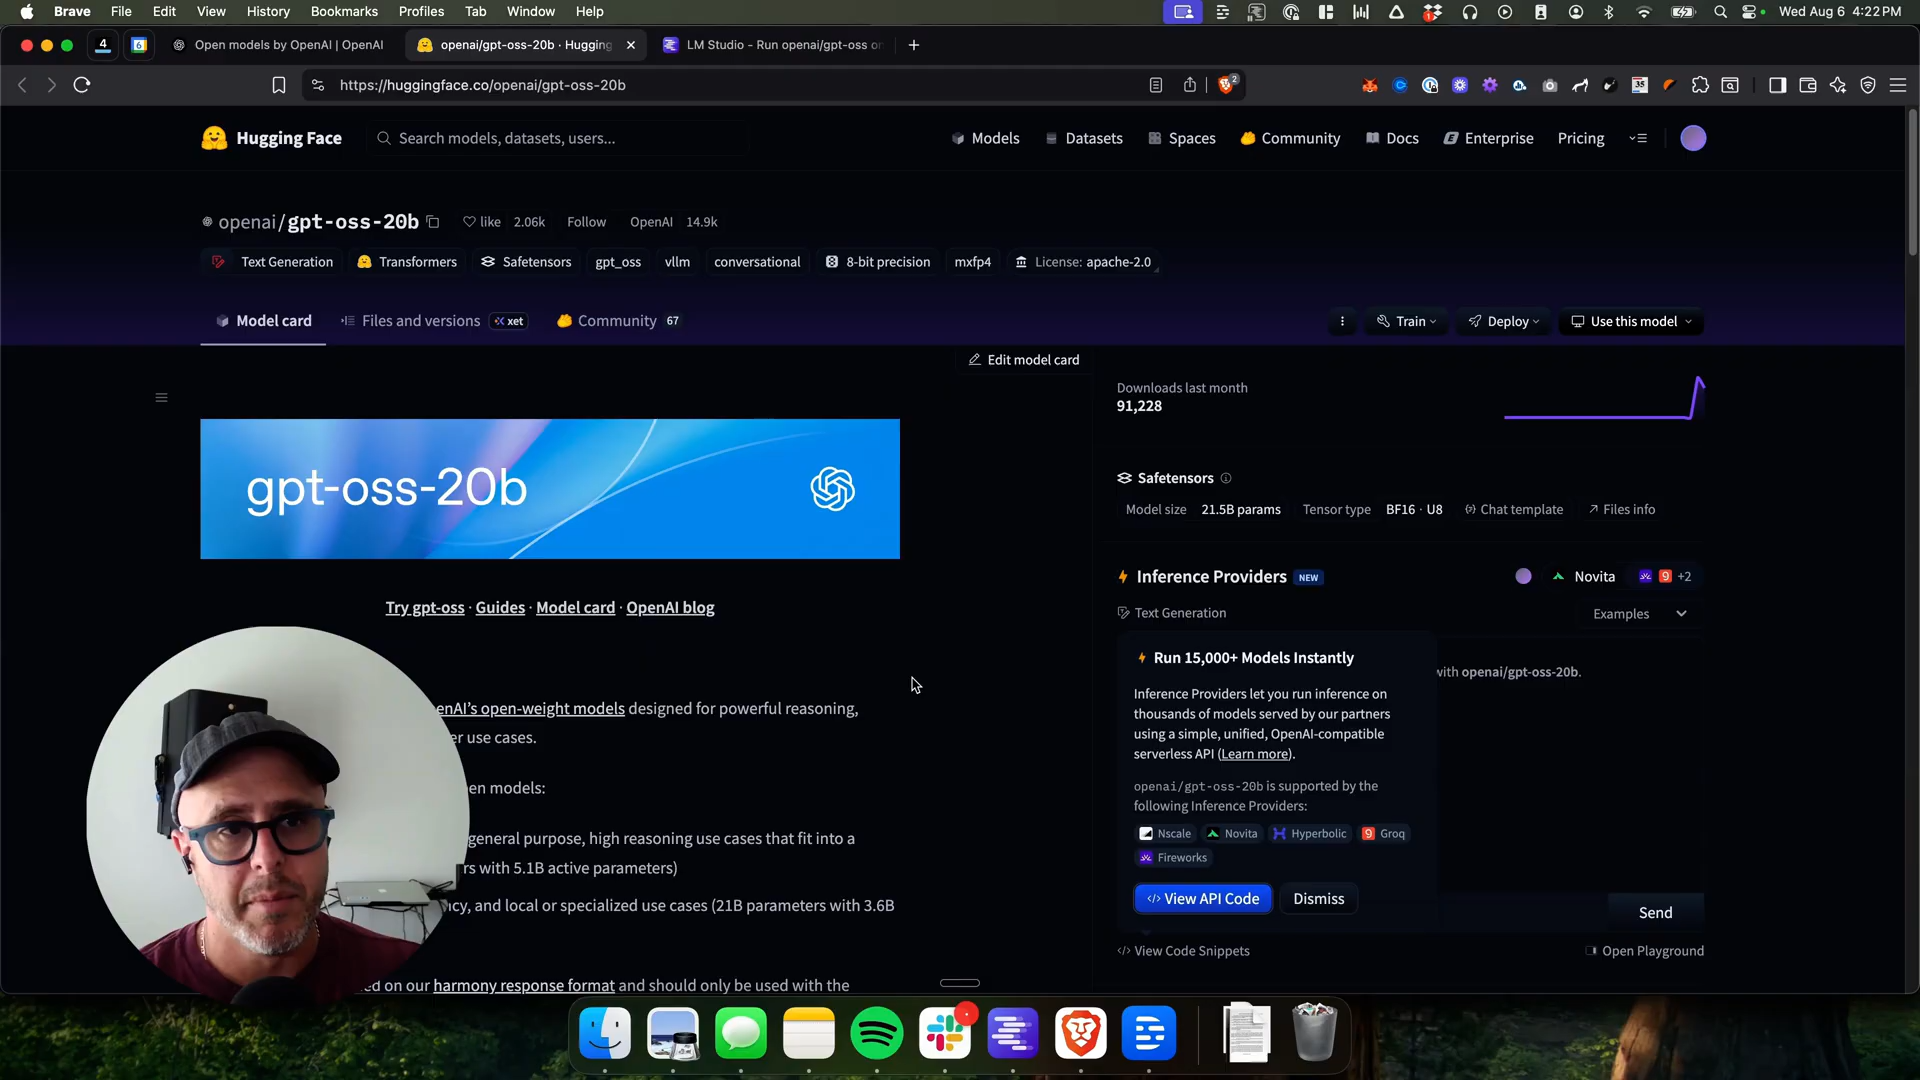 Brave File Edit View History Bookmarks Profiles Tab Window Help Wed Aug 6 4:22 PM
4 6 Open models by OpenAI | OpenAI openai/gpt-oss-20b · Hugging LM Studio - Run openai/gpt-oss on
https://huggingface.co/openai/gpt-oss-20b 2 35
Hugging Face Search models, datasets, users... Models Datasets Spaces Community Docs Enterprise Pricing
openai/gpt-oss-20b like 2.06k Follow OpenAI 14.9k
Text Generation Transformers Safetensors gpt_oss vllm conversational 8-bit precision mxfp4 License: apache-2.0
Model card Files and versions xet Community 67 Train Deploy Use this model
Edit model card
Downloads last month
91,228
gpt-oss-20b
Safetensors
Model size 21.5B params Tensor type BF16 · U8 Chat template Files info
Inference Providers NEW Novita 9 +2
Try gpt-oss · Guides · Model card · OpenAI blog
Text Generation Examples
Run 15,000+ Models Instantly
with openai/gpt-oss-20b.
Inference Providers let you run inference on
thousands of models served by our partners
using a simple, unified, OpenAI-compatible
serverless API (Learn more).
enAI's open-weight models designed for powerful reasoning,
er use cases.
en models:
openai/gpt-oss-20b is supported by the
following Inference Providers:
Nscale Novita Hyperbolic 9 Groq
Fireworks
general purpose, high reasoning use cases that fit into a
rs with 5.1B active parameters)
ncy, and local or specialized use cases (21B parameters with 3.6B
View API Code Dismiss
Send
View Code Snippets Open Playground
ed on our harmony response format and should only be used with the